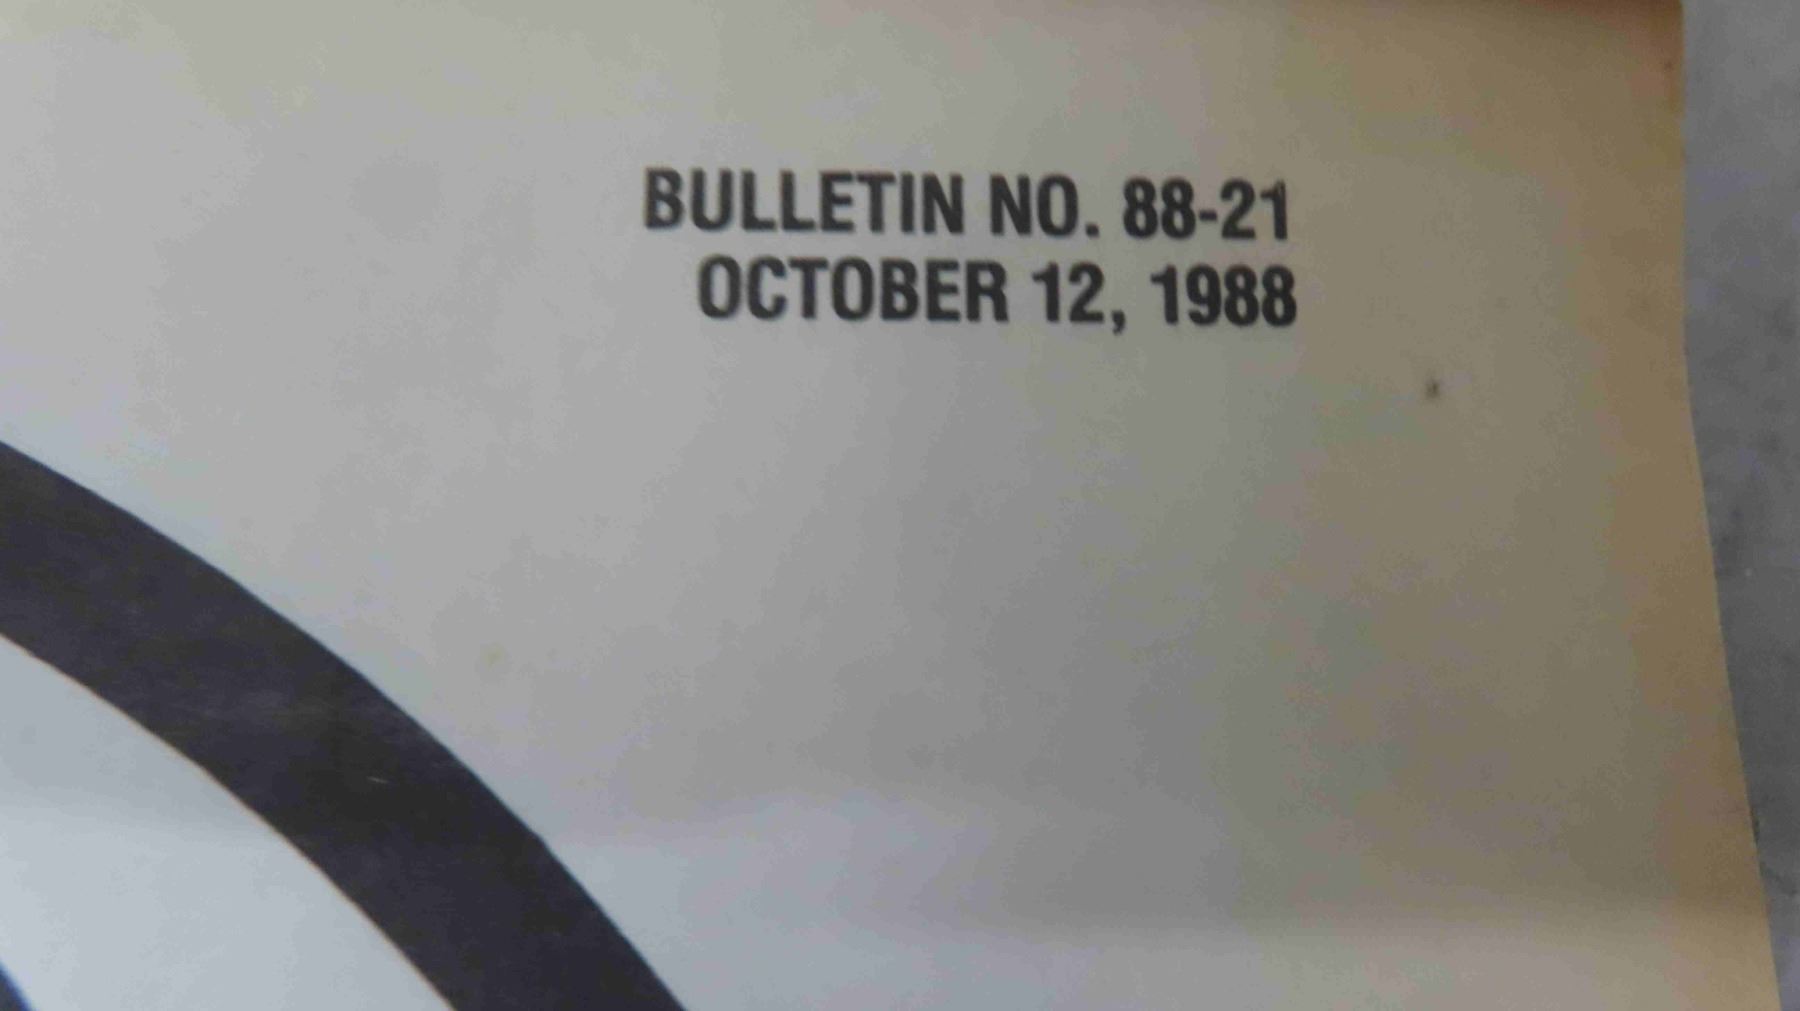 BULLETIN NO. 88-21
OCTOBER 12, 1988